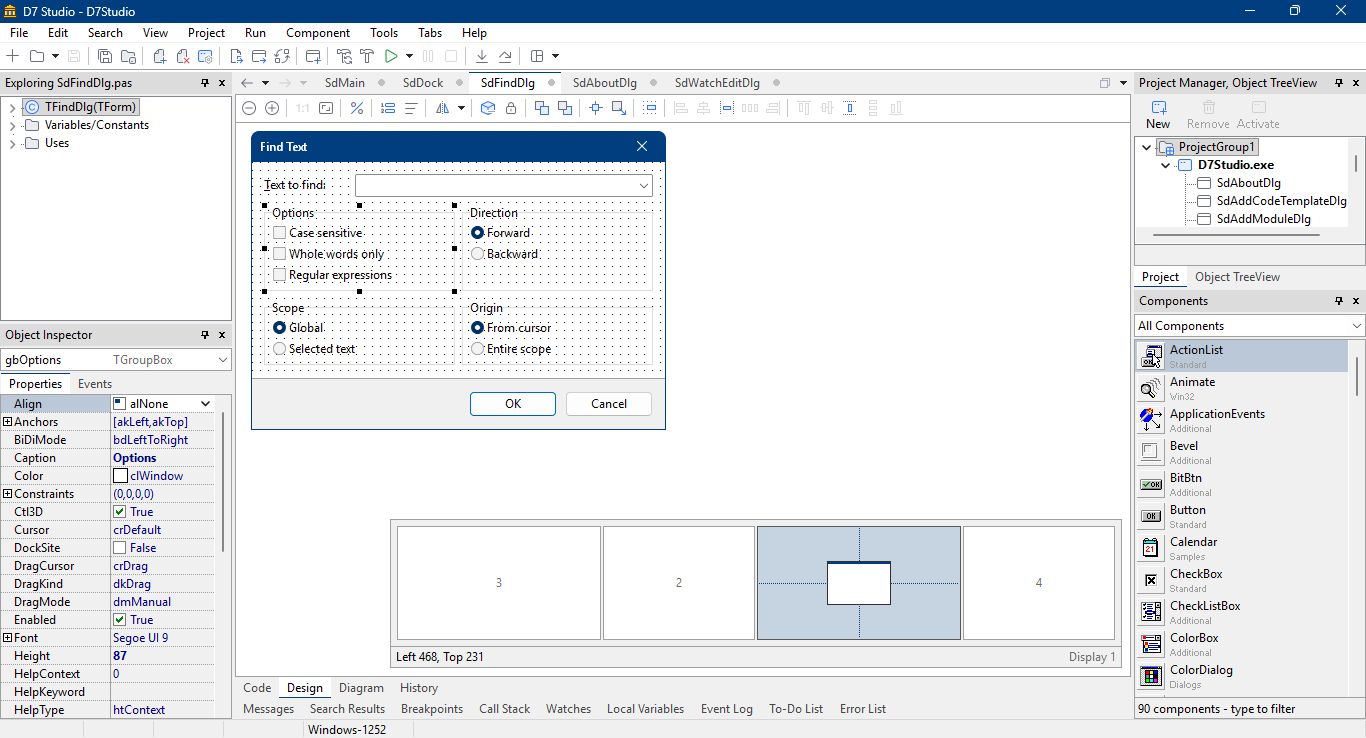 D7 Studio - D7Studio
File Edit Search View Project Run Component Tools Tabs Help
Exploring SdFindDlg.pas
TFindDlg(TForm)
Variables/Constants
Uses
Object Inspector
gbOptions TGroupBox
Properties Events
Align alNone
Anchors [akLeft,akTop]
BiDiMode bdLeftToRight
Caption Options
Color clWindow
Constraints (0,0,0,0)
Ctl3D True
Cursor crDefault
DockSite False
DragCursor crDrag
DragKind dkDrag
DragMode dmManual
Enabled True
Font Segoe UI 9
Height 87
HelpContext 0
HelpKeyword
HelpType htContext
SdMain SdDock SdFindDlg SdAboutDlg SdWatchEditDlg
1:1
Find Text
Text to find:
Options
Case sensitive
Whole words only
Regular expressions
Direction
Forward
Backward
Scope
Global
Selected text
Origin
From cursor
Entire scope
OK Cancel
3 2 4
Left 468, Top 231 Display 1
Code Design Diagram History
Messages Search Results Breakpoints Call Stack Watches Local Variables Event Log To-Do List Error List
Windows-1252
Project Manager, Object TreeView
New Remove Activate
ProjectGroup1
D7Studio.exe
SdAboutDlg
SdAddCodeTemplateDlg
SdAddModuleDlg
Project Object TreeView
Components
All Components
ActionList
Standard
Animate
Win32
ApplicationEvents
Additional
Bevel
Additional
BitBtn
Additional
Button
Standard
Calendar
Samples
CheckBox
Standard
CheckListBox
Additional
ColorBox
Additional
ColorDialog
Dialogs
90 components - type to filter